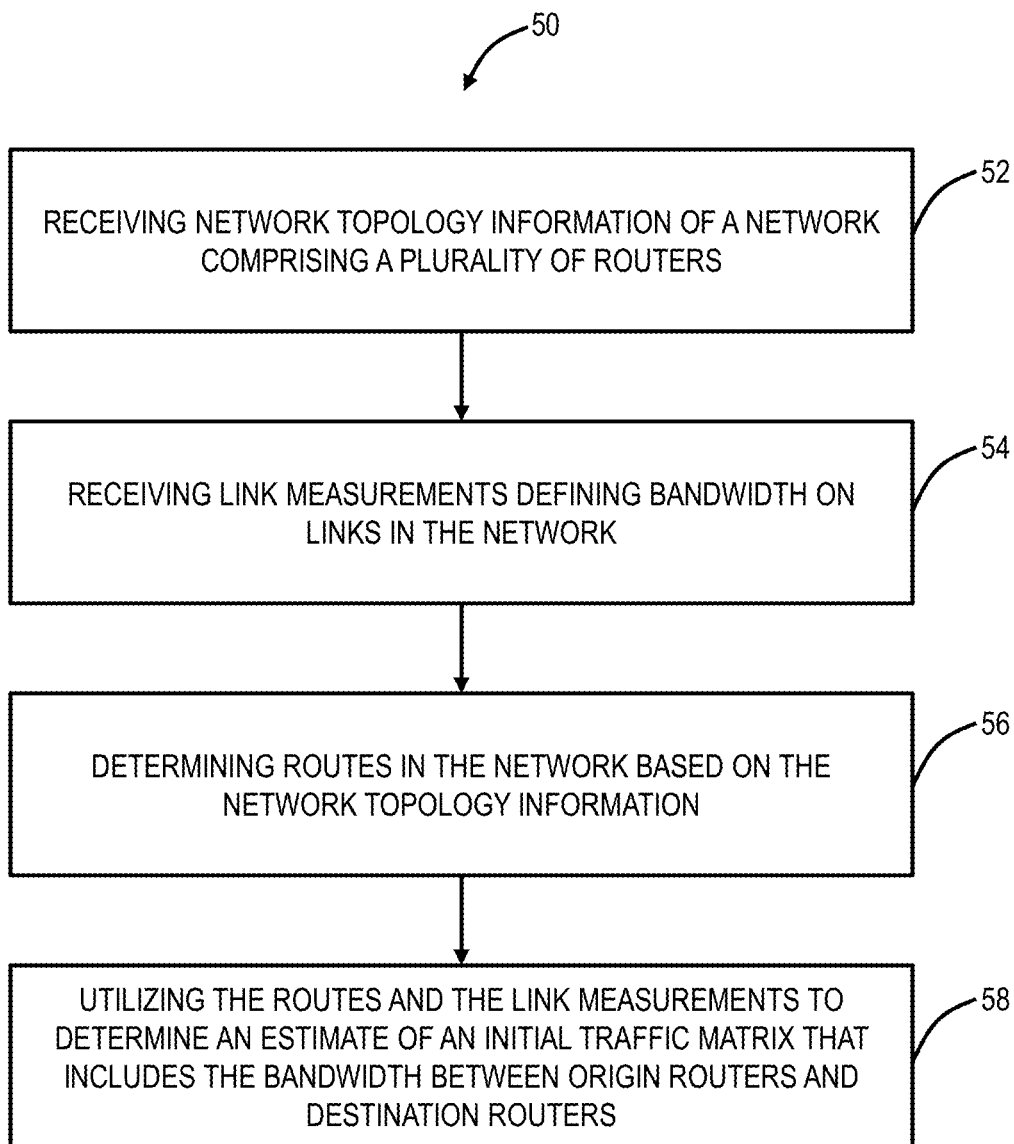 50
52
RECEIVING NETWORK TOPOLOGY INFORMATION OF A NETWORK
COMPRISING A PLURALITY OF ROUTERS
54
RECEIVING LINK MEASUREMENTS DEFINING BANDWIDTH ON
LINKS IN THE NETWORK
56
DETERMINING ROUTES IN THE NETWORK BASED ON THE
NETWORK TOPOLOGY INFORMATION
58
UTILIZING THE ROUTES AND THE LINK MEASUREMENTS TO
DETERMINE AN ESTIMATE OF AN INITIAL TRAFFIC MATRIX THAT
INCLUDES THE BANDWIDTH BETWEEN ORIGIN ROUTERS AND
DESTINATION ROUTERS